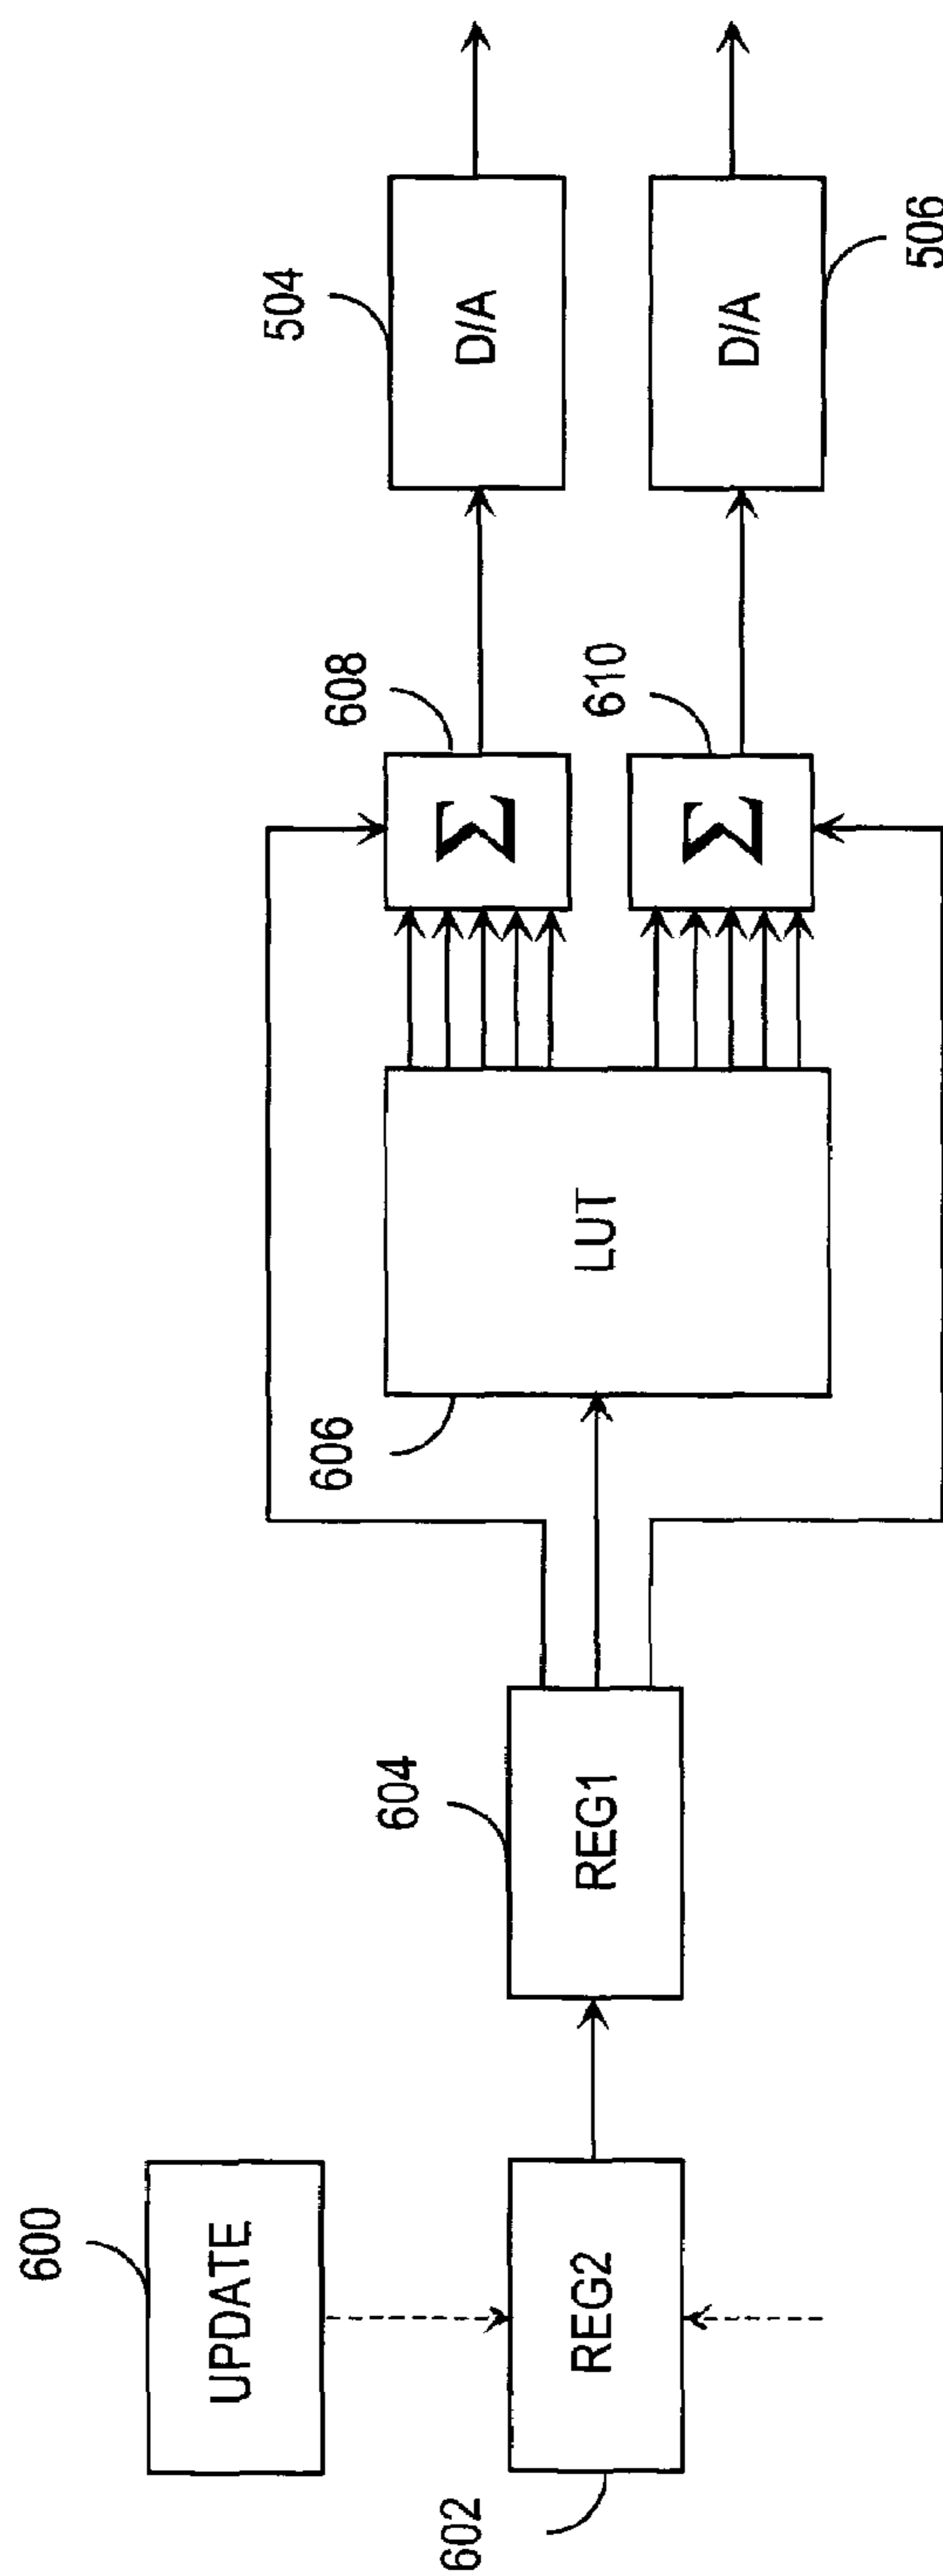 600
UPDATE
REG2
602
604
REG1
606
LUT
608
Σ
610
Σ
504
D/A
D/A
506